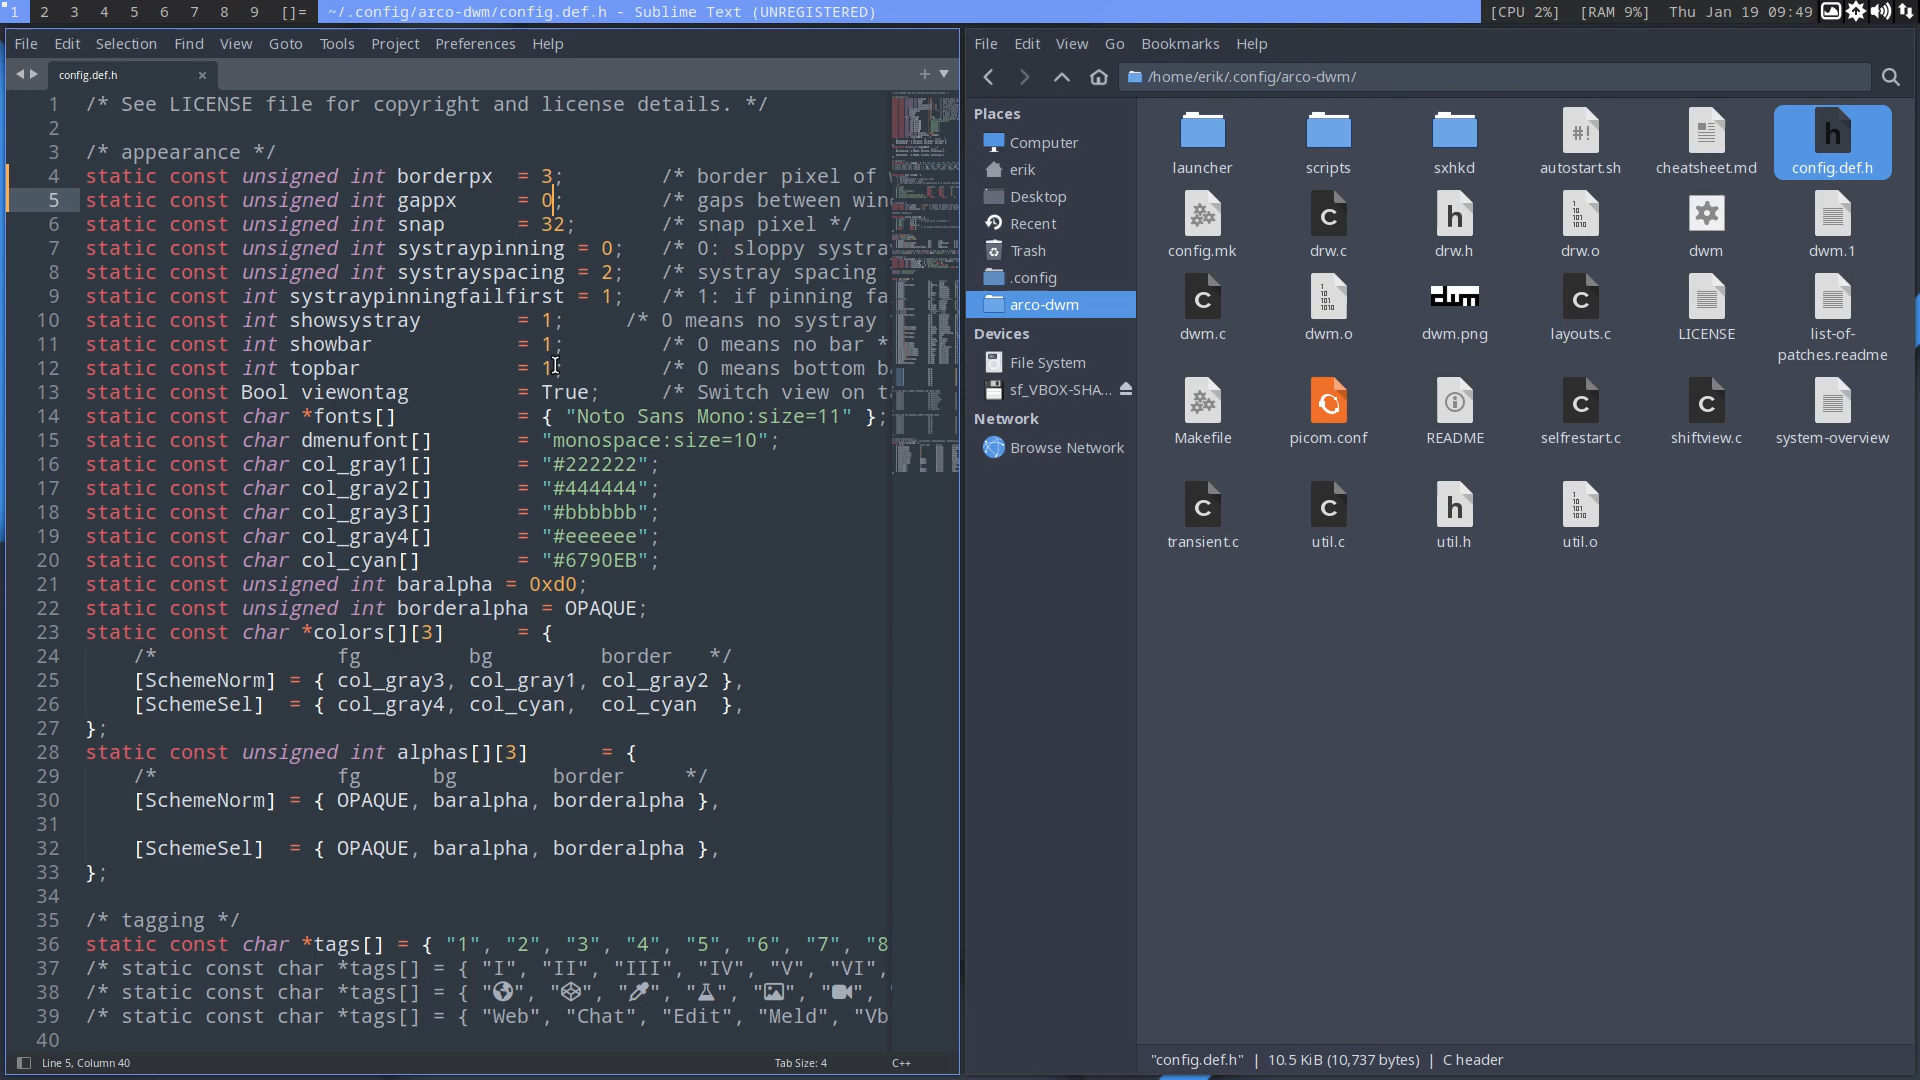 1 2 3 4 5 6 7 8 9 []= ~/.config/arco-dwm/config.def.h - Sublime Text (UNREGISTERED) [CPU 2%] [RAM 9%] Thu Jan 19 09:49
File Edit Selection Find View Goto Tools Project Preferences Help
config.def.h
1 /* See LICENSE file for copyright and license details. */
2
3 /* appearance */
4 static const unsigned int borderpx = 3; /* border pixel of
5 static const unsigned int gappx = 0; /* gaps between win
6 static const unsigned int snap = 32; /* snap pixel */
7 static const unsigned int systraypinning = 0; /* 0: sloppy systra
8 static const unsigned int systrayspacing = 2; /* systray spacing
9 static const int systraypinningfailfirst = 1; /* 1: if pinning fa
10 static const int showsystray = 1; /* 0 means no systray
11 static const int showbar = 1; /* 0 means no bar *
12 static const int topbar = 1; /* 0 means bottom b
13 static const Bool viewontag = True; /* Switch view on t
14 static const char *fonts[] = { "Noto Sans Mono:size=11" };
15 static const char dmenufont[] = "monospace:size=10";
16 static const char col_gray1[] = "#222222";
17 static const char col_gray2[] = "#444444";
18 static const char col_gray3[] = "#bbbbbb";
19 static const char col_gray4[] = "#eeeeee";
20 static const char col_cyan[] = "#6790EB";
21 static const unsigned int baralpha = 0xd0;
22 static const unsigned int borderalpha = OPAQUE;
23 static const char *colors[][3] = {
24 /* fg bg border */
25 [SchemeNorm] = { col_gray3, col_gray1, col_gray2 },
26 [SchemeSel] = { col_gray4, col_cyan, col_cyan },
27 };
28 static const unsigned int alphas[][3] = {
29 /* fg bg border */
30 [SchemeNorm] = { OPAQUE, baralpha, borderalpha },
31
32 [SchemeSel] = { OPAQUE, baralpha, borderalpha },
33 };
34
35 /* tagging */
36 static const char *tags[] = { "1", "2", "3", "4", "5", "6", "7", "8
37 /* static const char *tags[] = { "I", "II", "III", "IV", "V", "VI",
38 /* static const char *tags[] = { "", "", "", "", "", "",
39 /* static const char *tags[] = { "Web", "Chat", "Edit", "Meld", "Vb
40
Line 5, Column 40 Tab Size: 4 C++
File Edit View Go Bookmarks Help
/home/erik/.config/arco-dwm/
Places
Computer
erik
Desktop
Recent
Trash
.config
arco-dwm
Devices
File System
sf_VBOX-SHA...
Network
Browse Network
launcher scripts sxhkd autostart.sh cheatsheet.md config.def.h
config.mk drw.c drw.h drw.o dwm dwm.1
dwm.c dwm.o dwm.png layouts.c LICENSE list-of-
patches.readme
Makefile picom.conf README selfrestart.c shiftview.c system-overview
transient.c util.c util.h util.o
"config.def.h" | 10.5 KiB (10,737 bytes) | C header